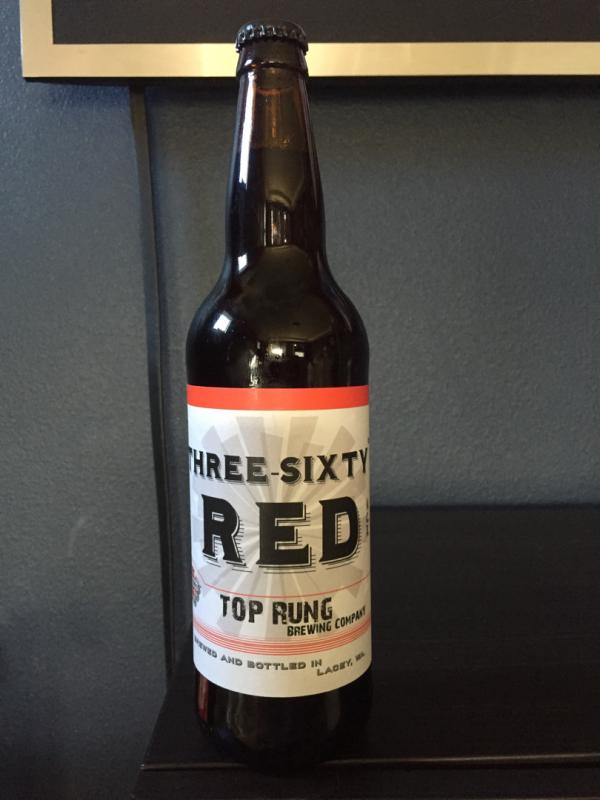 THREE-SIXTY
RED
TOP RUNG
BREWING COMPANY
BREWED AND BOTTLED IN
LACEY, WA